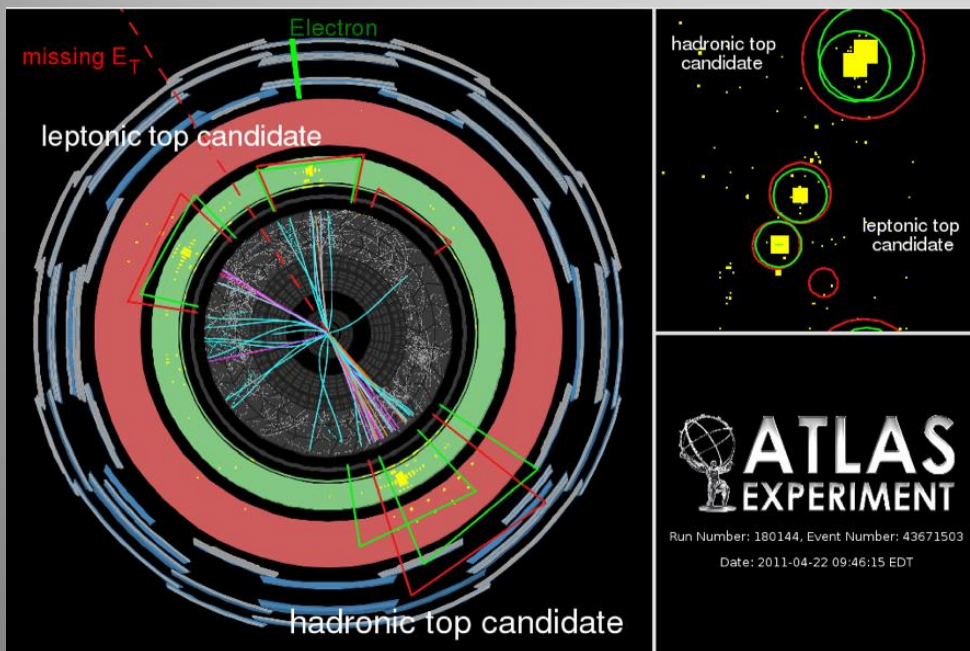 Electron
missing E_T
leptonic top candidate
hadronic top candidate
hadronic top
candidate
leptonic top
candidate
ATLAS
EXPERIMENT
Run Number: 180144, Event Number: 43671503
Date: 2011-04-22 09:46:15 EDT